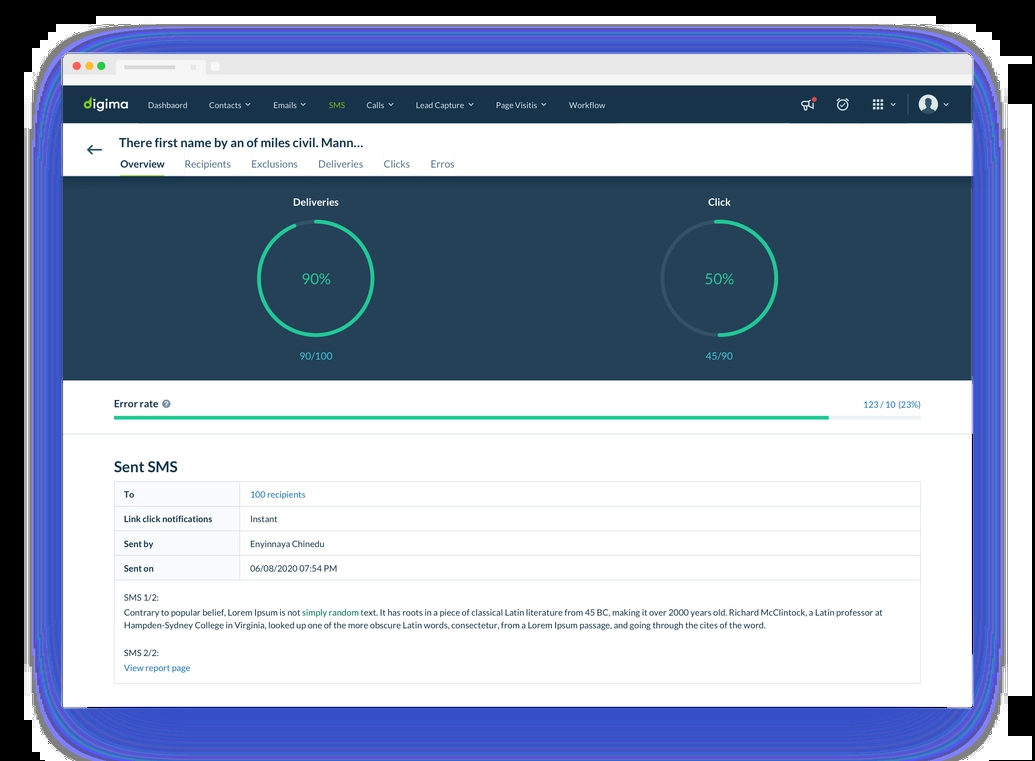 digima Dashbaord Contacts Emails SMS Calls Lead Capture Page Visitis Workflow
There first name by an of miles civil. Mann...
Overview Recipients Exclusions Deliveries Clicks Erros
Deliveries Click
90% 50%
90/100 45/90
Error rate ? 123 / 10 (23%)
Sent SMS
To 100 recipients
Link click notifications Instant
Sent by Enyinnaya Chinedu
Sent on 06/08/2020 07:54 PM
SMS 1/2:
Contrary to popular belief, Lorem Ipsum is not simply random text. It has roots in a piece of classical Latin literature from 45 BC, making it over 2000 years old. Richard McClintock, a Latin professor at
Hampden-Sydney College in Virginia, looked up one of the more obscure Latin words, consectetur, from a Lorem Ipsum passage, and going through the cites of the word.
SMS 2/2:
View report page